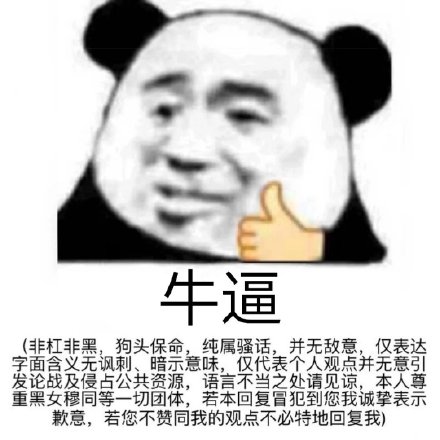 牛逼
(非杠非黑，狗头保命，纯属骚话，并无敌意，仅表达
字面含义无讽刺、暗示意味，仅代表个人观点并无意引
发论战及侵占公共资源，语言不当之处请见谅，本人尊
重黑女穆同等一切团体，若本回复冒犯到您我诚挚表示
歉意，若您不赞同我的观点不必特地回复我)